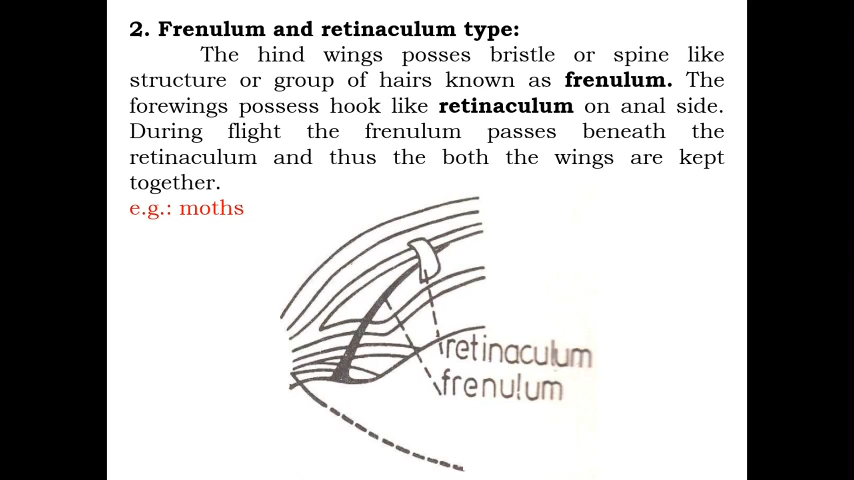 2. Frenulum and retinaculum type:
The hind wings posses bristle or spine like
structure or group of hairs known as frenulum. The
forewings possess hook like retinaculum on anal side.
During flight the frenulum passes beneath the
retinaculum and thus the both the wings are kept
together.
e.g.: moths
retinaculum
frenulum